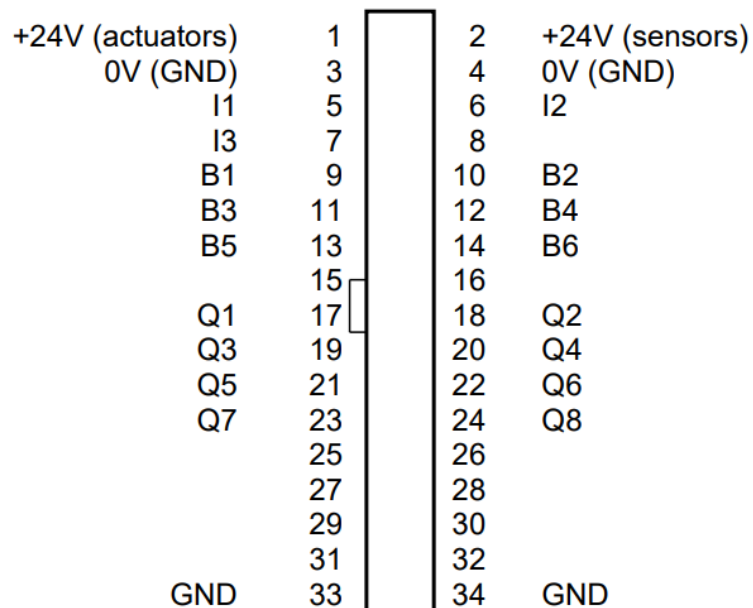 +24V (actuators) 1 2 +24V (sensors)
0V (GND) 3 4 0V (GND)
I1 5 6 I2
I3 7 8
B1 9 10 B2
B3 11 12 B4
B5 13 14 B6
15 16
Q1 17 18 Q2
Q3 19 20 Q4
Q5 21 22 Q6
Q7 23 24 Q8
25 26
27 28
29 30
31 32
GND 33 34 GND